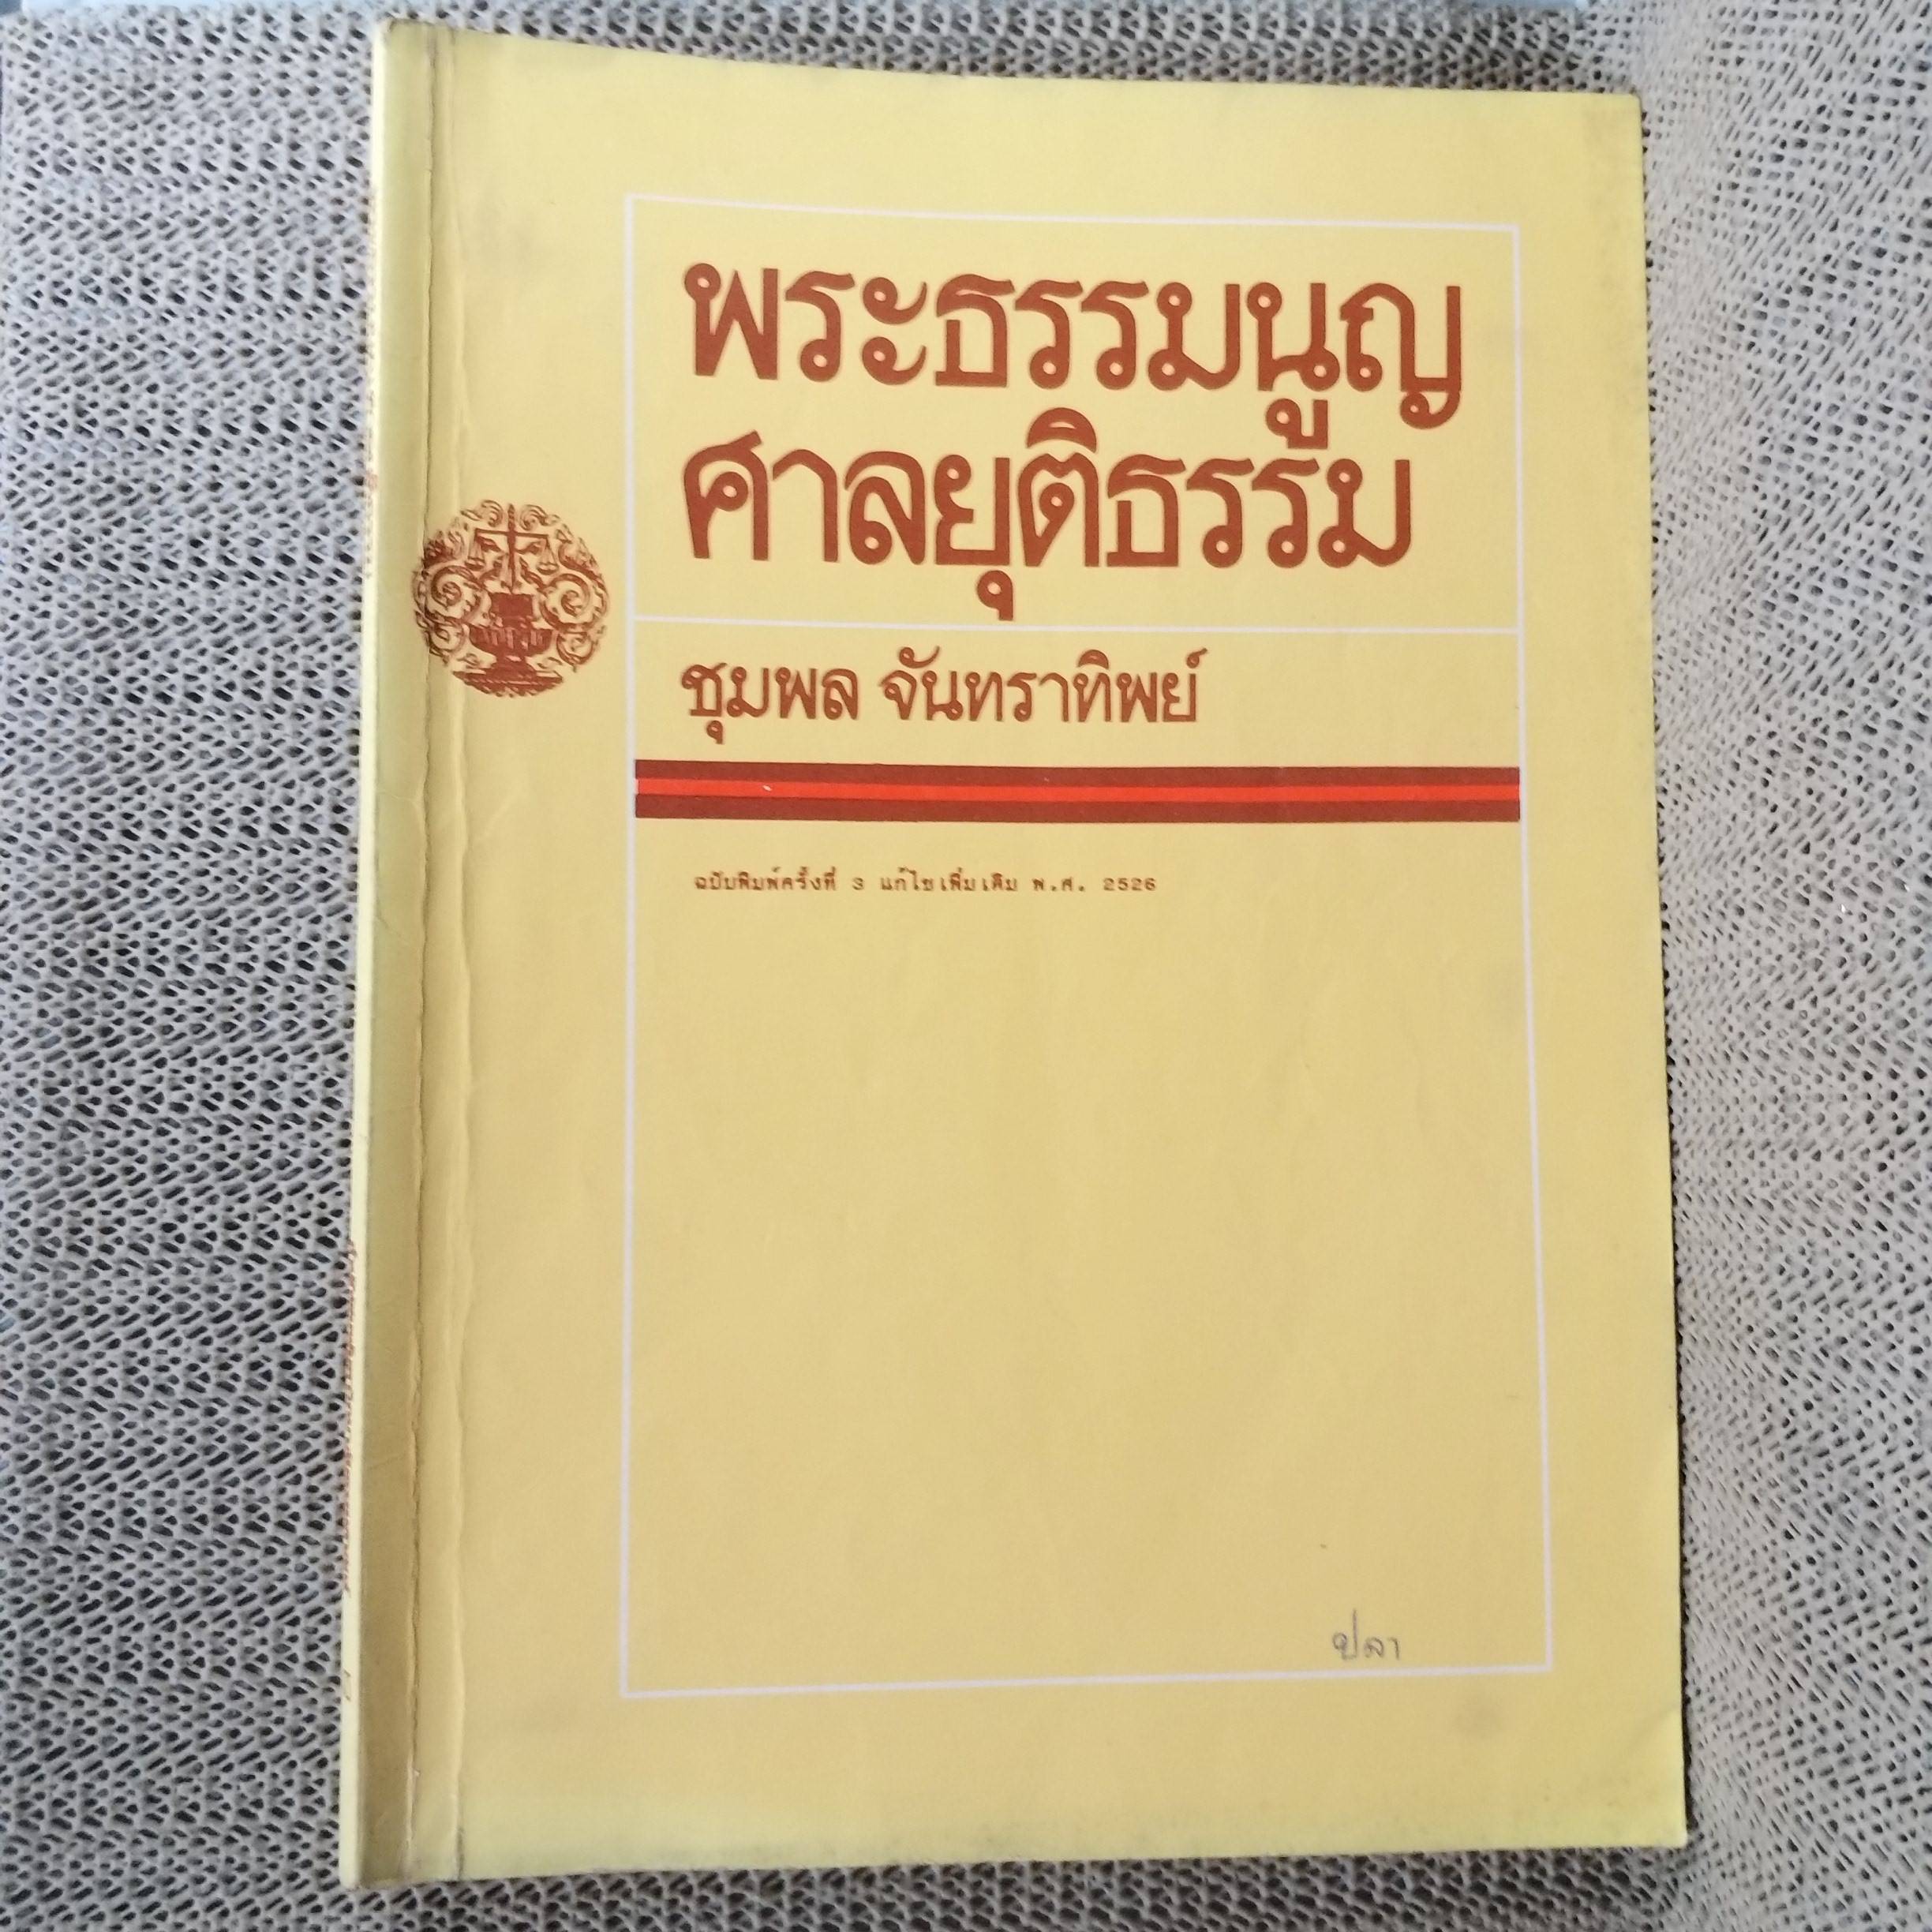 พระธรรมนูญ
ศาลยุติธรรม
ชุมพล จันทราทิพย์
ฉบับพิมพ์ครั้งที่ 3 แก้ไขเพิ่มเติม พ.ศ. 2526
ปลา